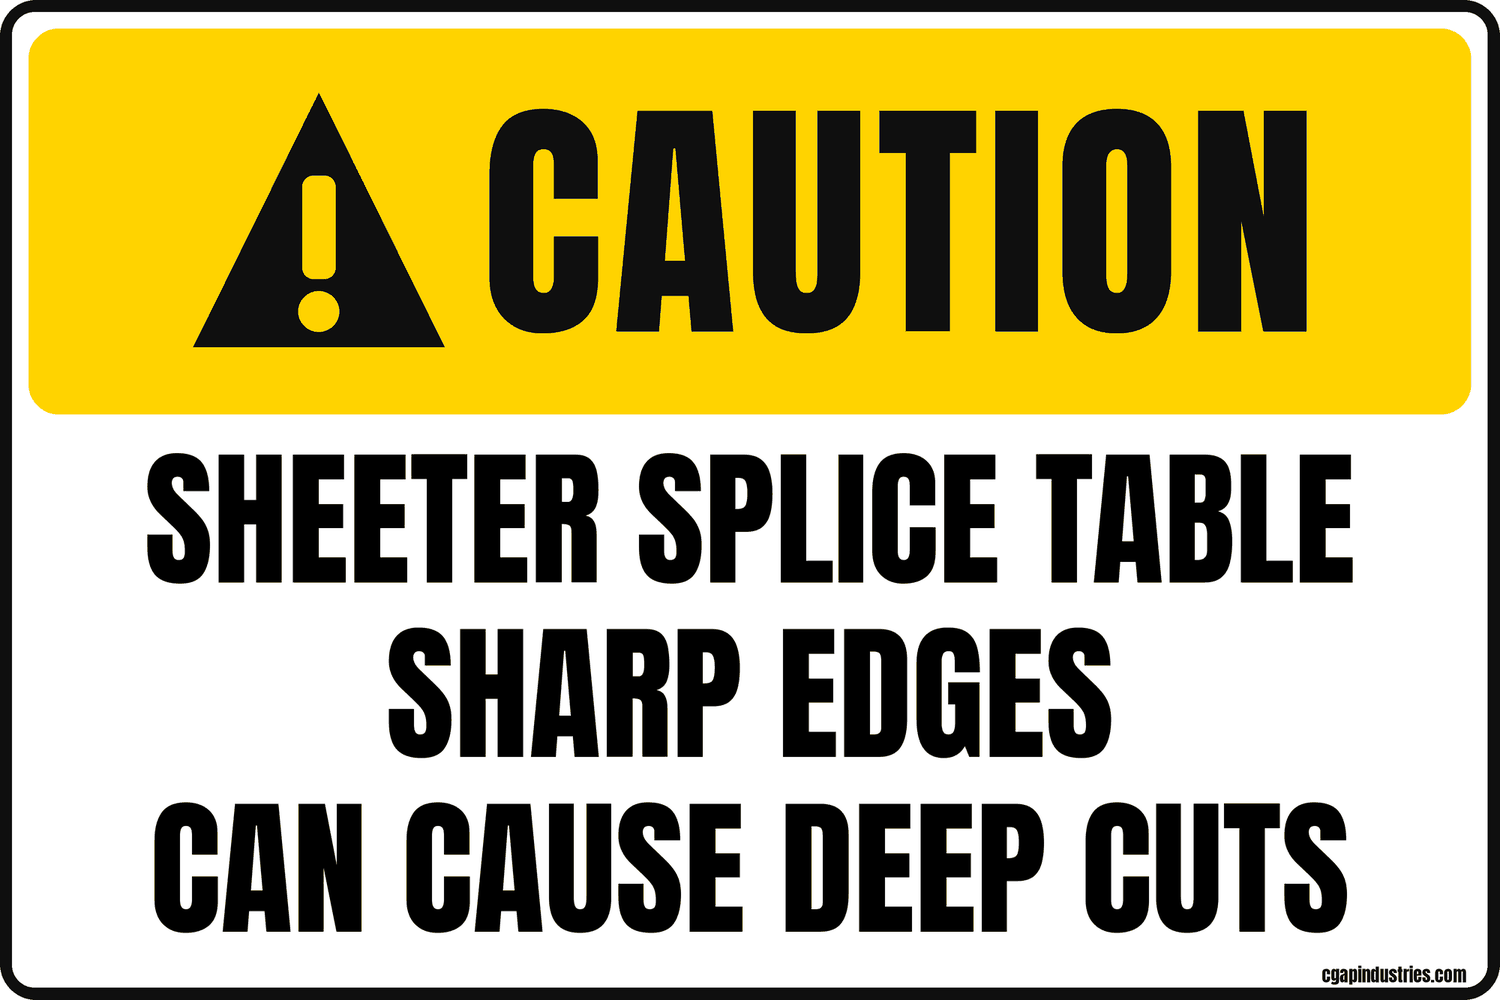 CAUTION
SHEETER SPLICE TABLE
SHARP EDGES
CAN CAUSE DEEP CUTS
cgapindustries.com